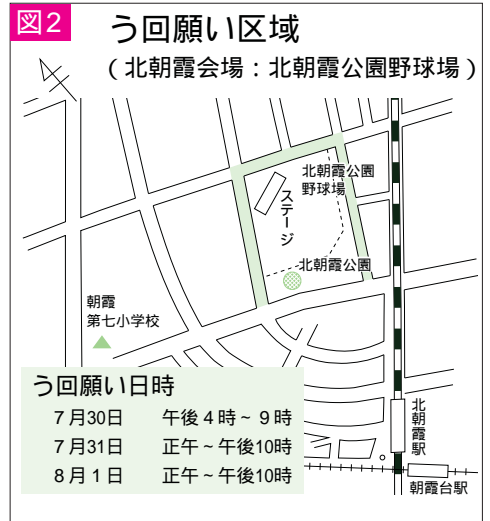 図2
う回願い区域
(北朝霞会場:北朝霞公園野球場)
北朝霞公園
野球場
ステージ
北朝霞公園
朝霞
第七小学校
う回願い日時
7月30日 午後4時~9時
7月31日 正午~午後10時
8月1日 正午~午後10時
北朝霞駅
朝霞台駅